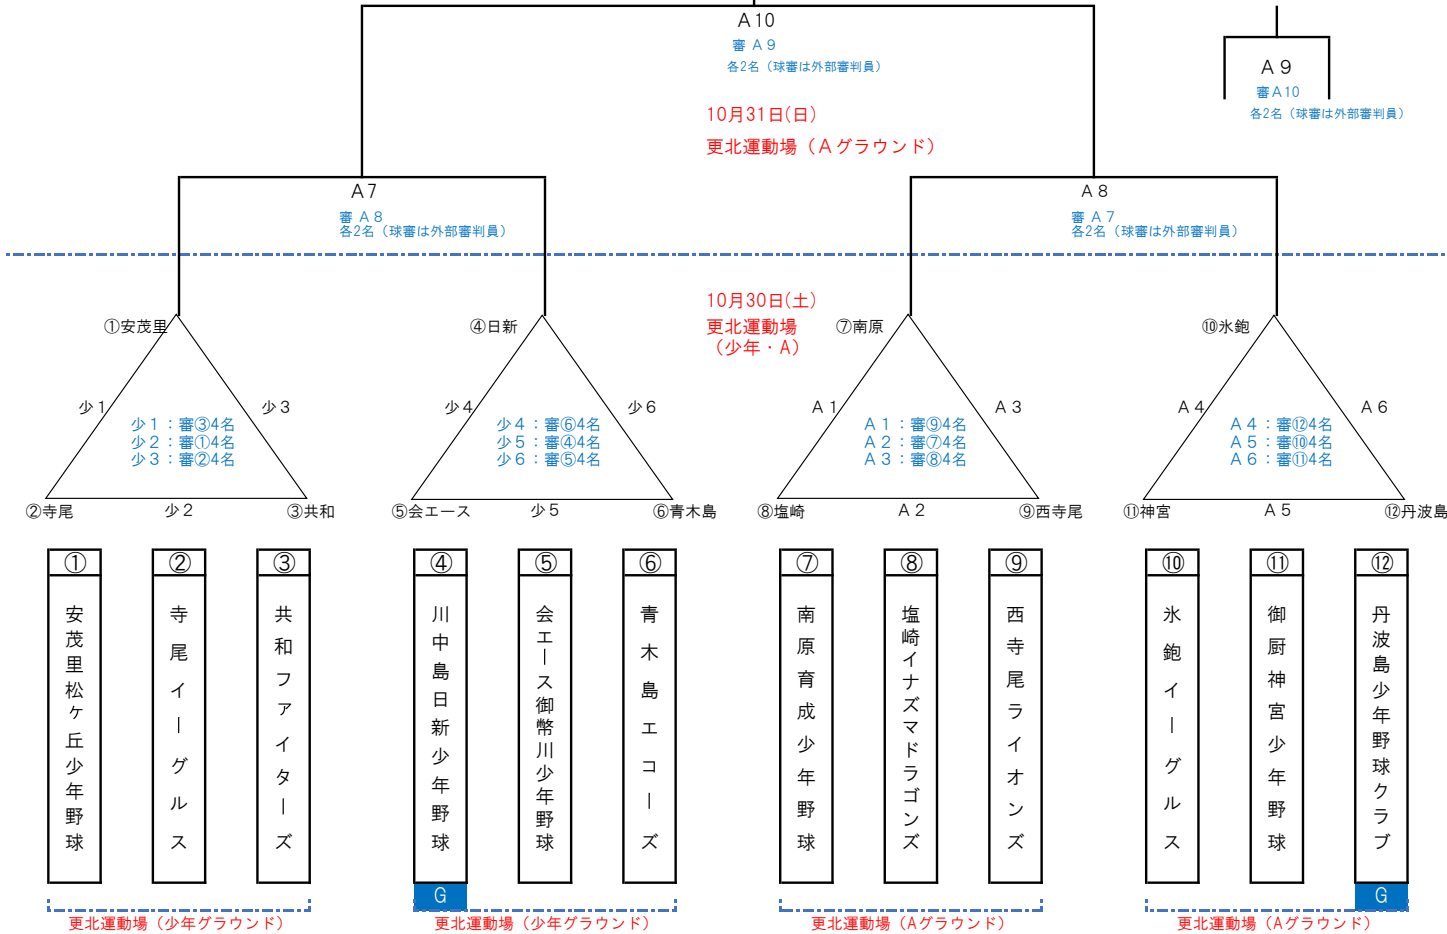 A10
審 A 9
各2名（球審は外部審判員）
A 9
審A10
各2名（球審は外部審判員）
10月31日(日)
更北運動場（Aグラウンド）
A7
審 A 8
各2名（球審は外部審判員）
A 8
審 A 7
各2名（球審は外部審判員）
10月30日(土)
更北運動場
（少年・A）
①安茂里
④日新
⑦南原
⑩氷鉋
少1
少3
少1：審③4名
少2：審①4名
少3：審②4名
少4
少6
少4：審⑥4名
少5：審④4名
少6：審⑤4名
A1
A3
A1：審⑨4名
A2：審⑦4名
A3：審⑧4名
A4
A6
A4：審⑫4名
A5：審⑩4名
A6：審⑪4名
②寺尾
少2
③共和
⑤会エース
少5
⑥青木島
⑧塩崎
A2
⑨西寺尾
⑪神宮
A5
⑫丹波島
①
安茂里松ヶ丘少年野球
②
寺尾イーグルス
③
共和ファイターズ
④
川中島日新少年野球
G
⑤
会エース御幣川少年野球
⑥
青木島エコーズ
⑦
南原育成少年野球
⑧
塩崎イナズマドラゴンズ
⑨
西寺尾ライオンズ
⑩
氷鉋イーグルス
⑪
御厨神宮少年野球
⑫
丹波島少年野球クラブ
G
更北運動場（少年グラウンド）
更北運動場（少年グラウンド）
更北運動場（Aグラウンド）
更北運動場（Aグラウンド）